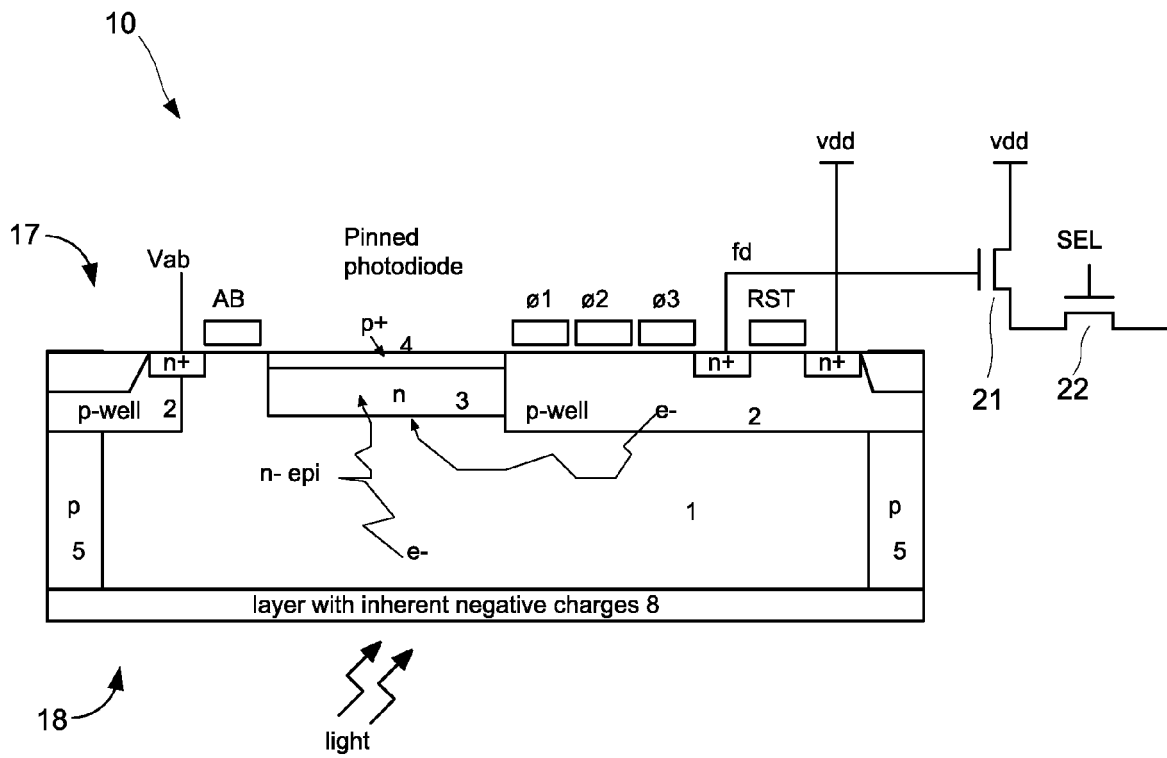 10
vdd
vdd
17
Pinned
photodiode
SEL
Vab
fd
AB
ø1
ø2
ø3
RST
p+
4
n+
n+
n+
21
22
p-well
2
n
3
p-well
e-
2
n- epi
1
p
5
e-
p
5
layer with inherent negative charges 8
18
light